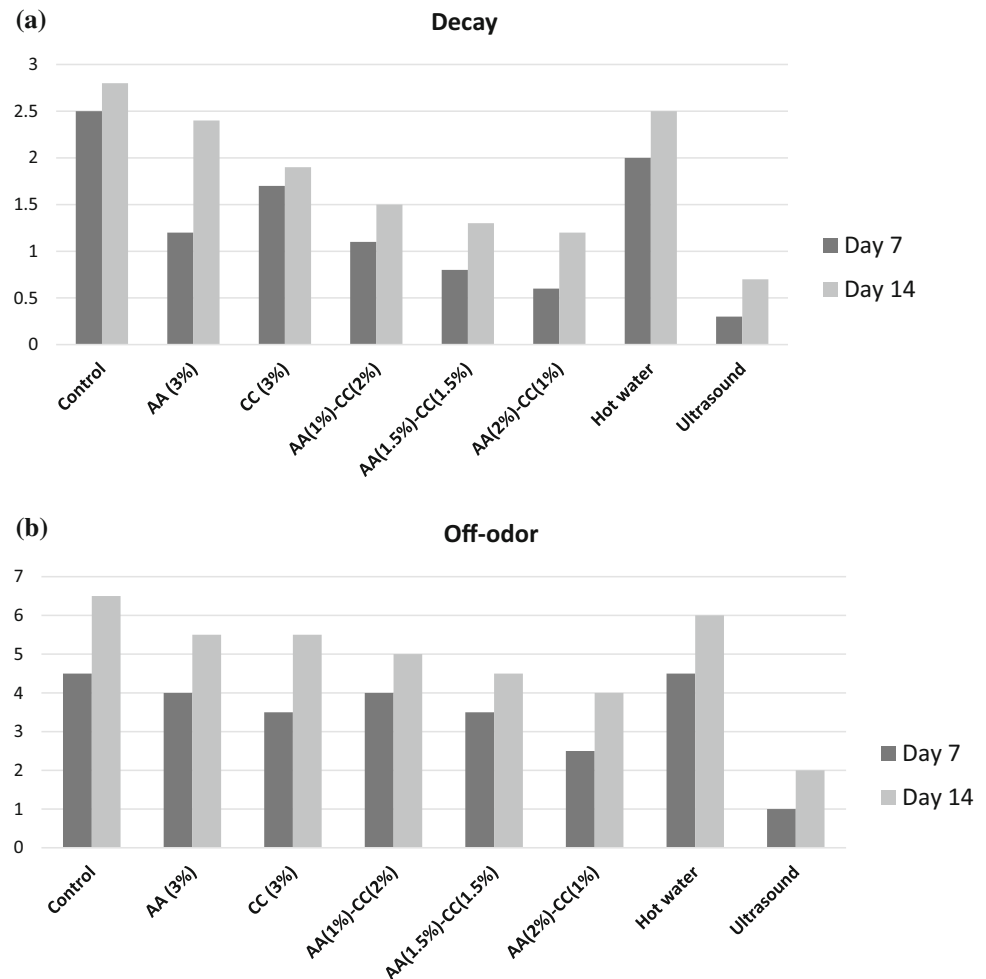 (a)
Decay
3
2.5
2
1.5
1
0.5
0
Control
AA (3%)
CC (3%)
AA(1%)-CC(2%)
AA(1.5%)-CC(1.5%)
AA(2%)-CC(1%)
Hot water
Ultrasound
Day 7
Day 14
(b)
Off-odor
7
6
5
4
3
2
1
0
Control
AA (3%)
CC (3%)
AA(1%)-CC(2%)
AA(1.5%)-CC(1.5%)
AA(2%)-CC(1%)
Hot water
Ultrasound
Day 7
Day 14